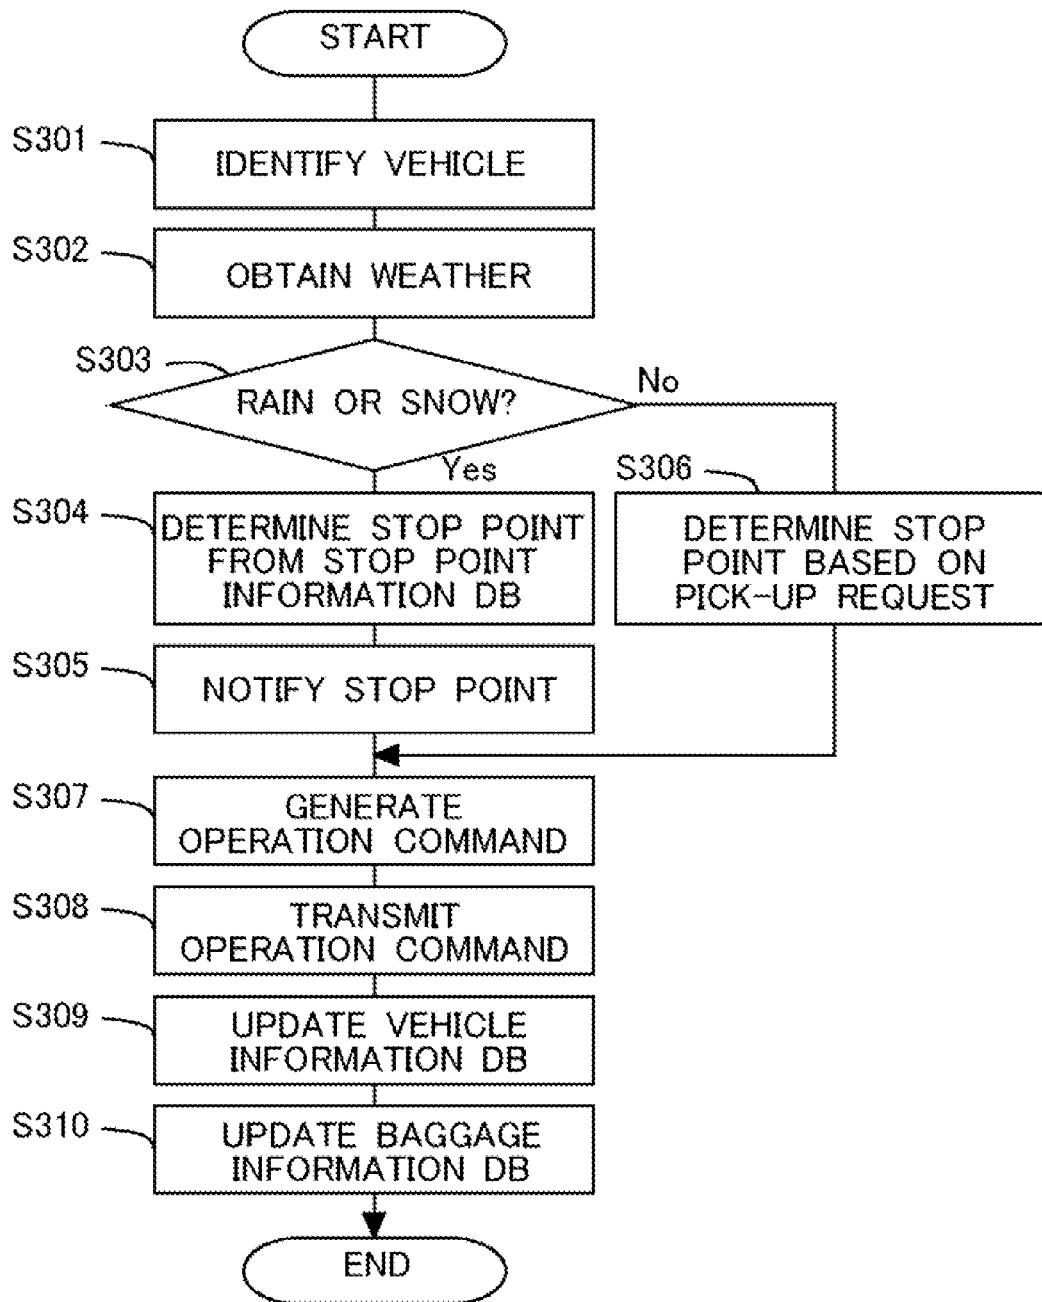 START
S301
IDENTIFY VEHICLE
S302
OBTAIN WEATHER
S303
RAIN OR SNOW?
No
Yes
S304
DETERMINE STOP POINT
FROM STOP POINT
INFORMATION DB
S306
DETERMINE STOP
POINT BASED ON
PICK-UP REQUEST
S305
NOTIFY STOP POINT
S307
GENERATE
OPERATION COMMAND
S308
TRANSMIT
OPERATION COMMAND
S309
UPDATE VEHICLE
INFORMATION DB
S310
UPDATE BAGGAGE
INFORMATION DB
END